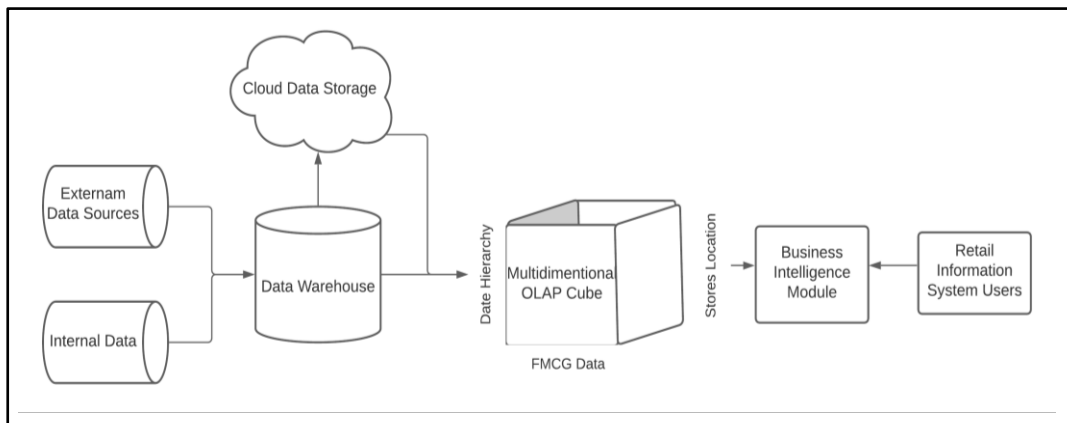 Cloud Data Storage
Externam
Data Sources
Internal Data
Data Warehouse
Date Hierarchy
Multidimentional
OLAP Cube
FMCG Data
Stores Location
Business
Intelligence
Module
Retail
Information
System Users